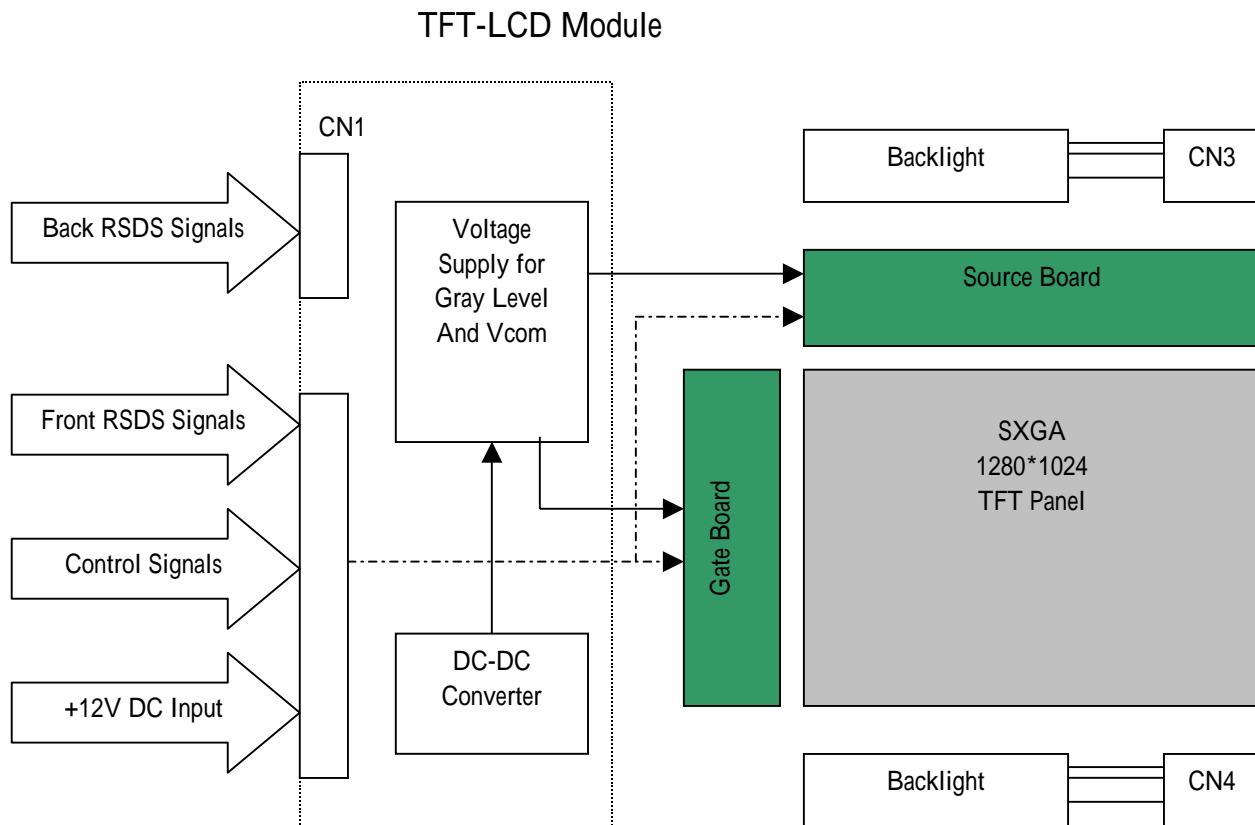 TFT-LCD Module
CN1
Back RSDS Signals
Front RSDS Signals
Control Signals
+12V DC Input
Voltage
Supply for
Gray Level
And Vcom
DC-DC
Converter
Gate Board
Backlight
CN3
Source Board
SXGA
1280*1024
TFT Panel
Backlight
CN4